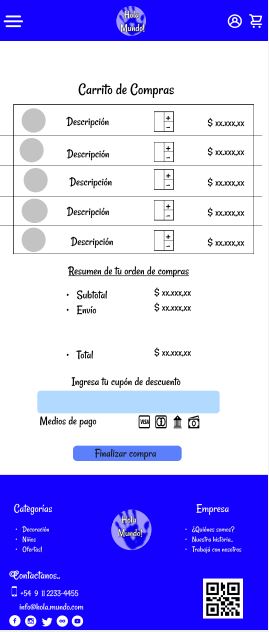 Hola
Mundo!
Carrito de Compras
Descripción + - $ xx.xxx,xx
Descripción + - $ xx.xxx,xx
Descripción + - $ xx.xxx,xx
Descripción + - $ xx.xxx,xx
Descripción + - $ xx.xxx,xx
Resumen de tu orden de compras
• Subtotal $ xx.xxx,xx
• Envío $ xx.xxx,xx
• Total $ xx.xxx,xx
Ingresa tu cupón de descuento
Medios de pago VISA
Finalizar compra
Categorías
• Decoración
• Niños
• Ofertas!
Hola
Mundo!
Empresa
• ¿Quiénes somos?
• Nuestra historia..
• Trabajá con nosotros
Contactanos..
+54 9 11 2233-4455
info@hola.mundo.com